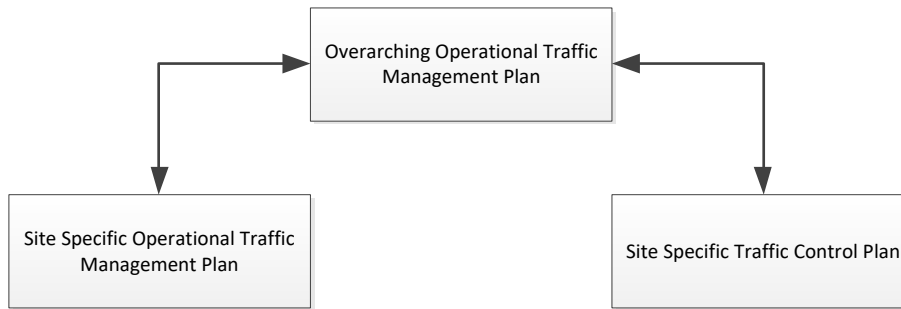 Overarching Operational Traffic
Management Plan
Site Specific Operational Traffic
Management Plan
Site Specific Traffic Control Plan